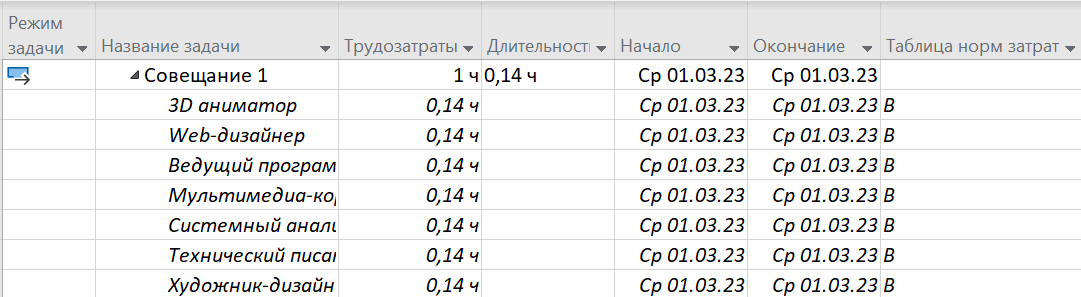 Режим задачи Название задачи Трудозатраты Длительност Начало Окончание Таблица норм затрат
Совещание 1 1 ч 0,14 ч Ср 01.03.23 Ср 01.03.23
3D аниматор 0,14 ч Ср 01.03.23 Ср 01.03.23 B
Web-дизайнер 0,14 ч Ср 01.03.23 Ср 01.03.23 B
Ведущий програм 0,14 ч Ср 01.03.23 Ср 01.03.23 B
Мультимедиа-ко 0,14 ч Ср 01.03.23 Ср 01.03.23 B
Системный анали 0,14 ч Ср 01.03.23 Ср 01.03.23 B
Технический писа 0,14 ч Ср 01.03.23 Ср 01.03.23 B
Художник-дизайн 0,14 ч Ср 01.03.23 Ср 01.03.23 B